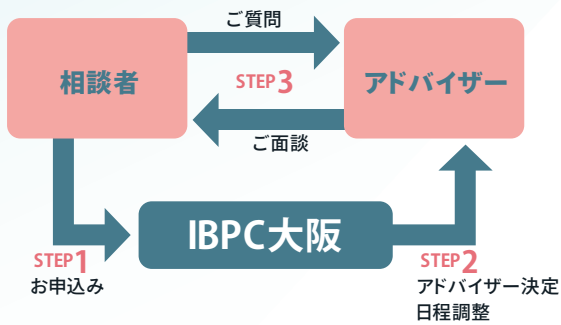 ご質問
相談者
STEP3
アドバイザー
ご面談
IBPC大阪
STEP1
お申込み
STEP2
アドバイザー決定
日程調整